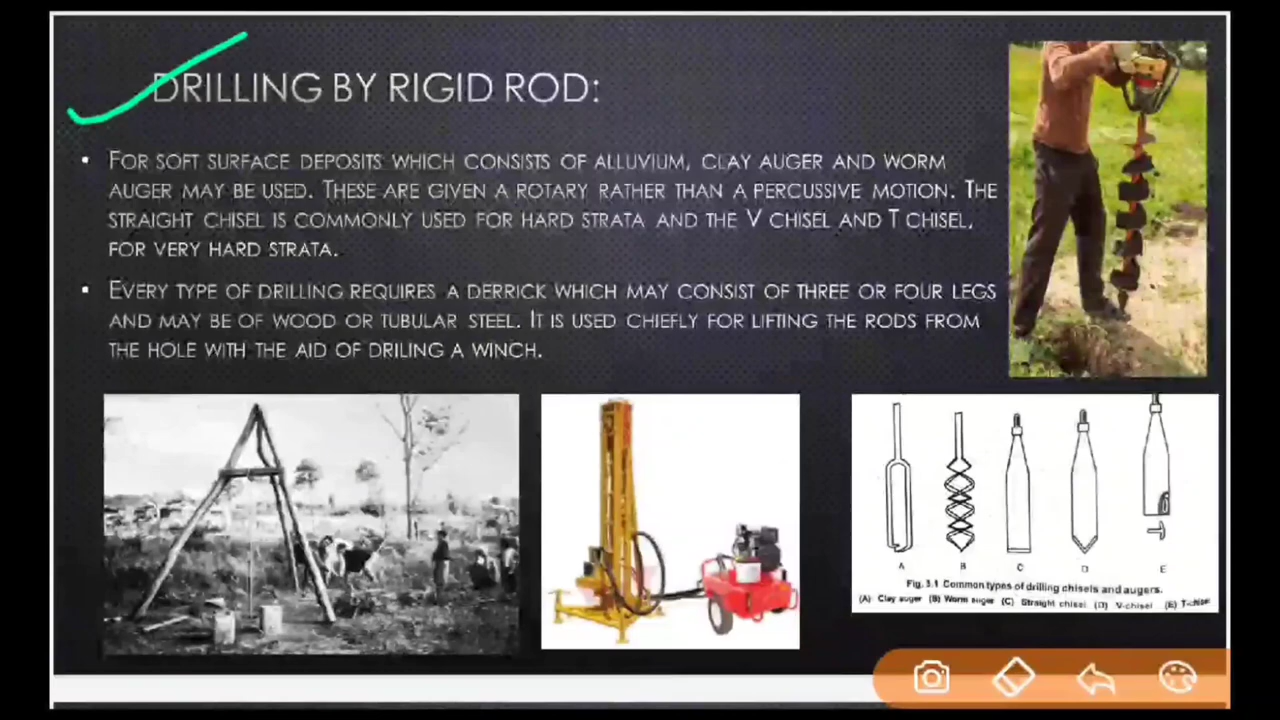 DRILLING BY RIGID ROD:
• FOR SOFT SURFACE DEPOSITS WHICH CONSISTS OF ALLUVIUM, CLAY AUGER AND WORM
AUGER MAY BE USED. THESE ARE GIVEN A ROTARY RATHER THAN A PERCUSSIVE MOTION. THE
STRAIGHT CHISEL IS COMMONLY USED FOR HARD STRATA AND THE V CHISEL AND T CHISEL,
FOR VERY HARD STRATA.
• EVERY TYPE OF DRILLING REQUIRES A DERRICK WHICH MAY CONSIST OF THREE OR FOUR LEGS
AND MAY BE OF WOOD OR TUBULAR STEEL. IT IS USED CHIEFLY FOR LIFTING THE RODS FROM
THE HOLE WITH THE AID OF DRILING A WINCH.
A B C D E
Fig. 3.1 Common types of drilling chisels and augers.
(A) Clay auger (B) Worm auger (C) Straight chisel (D) V-chisel (E) T-chisel